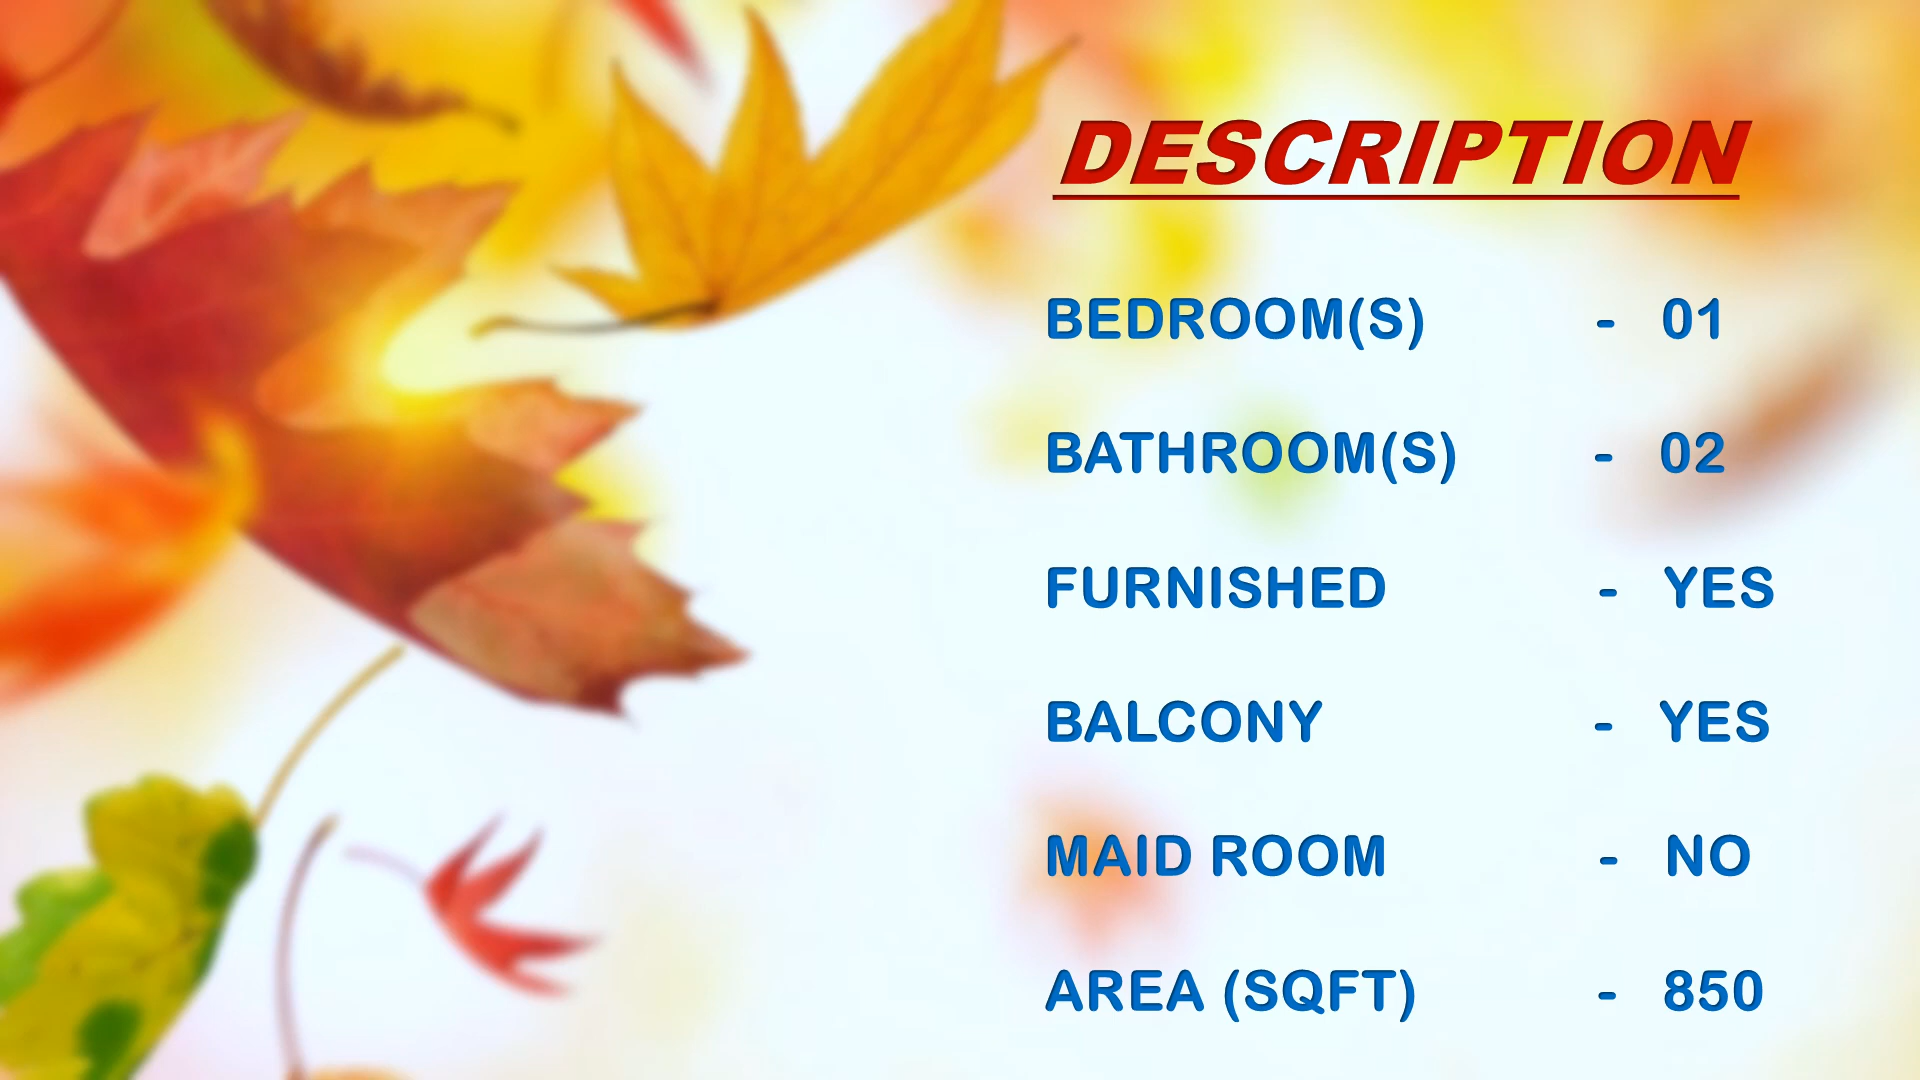 DESCRIPTION
BEDROOM(S) - 01
BATHROOM(S) - 02
FURNISHED - YES
BALCONY - YES
MAID ROOM - NO
AREA (SQFT) - 850